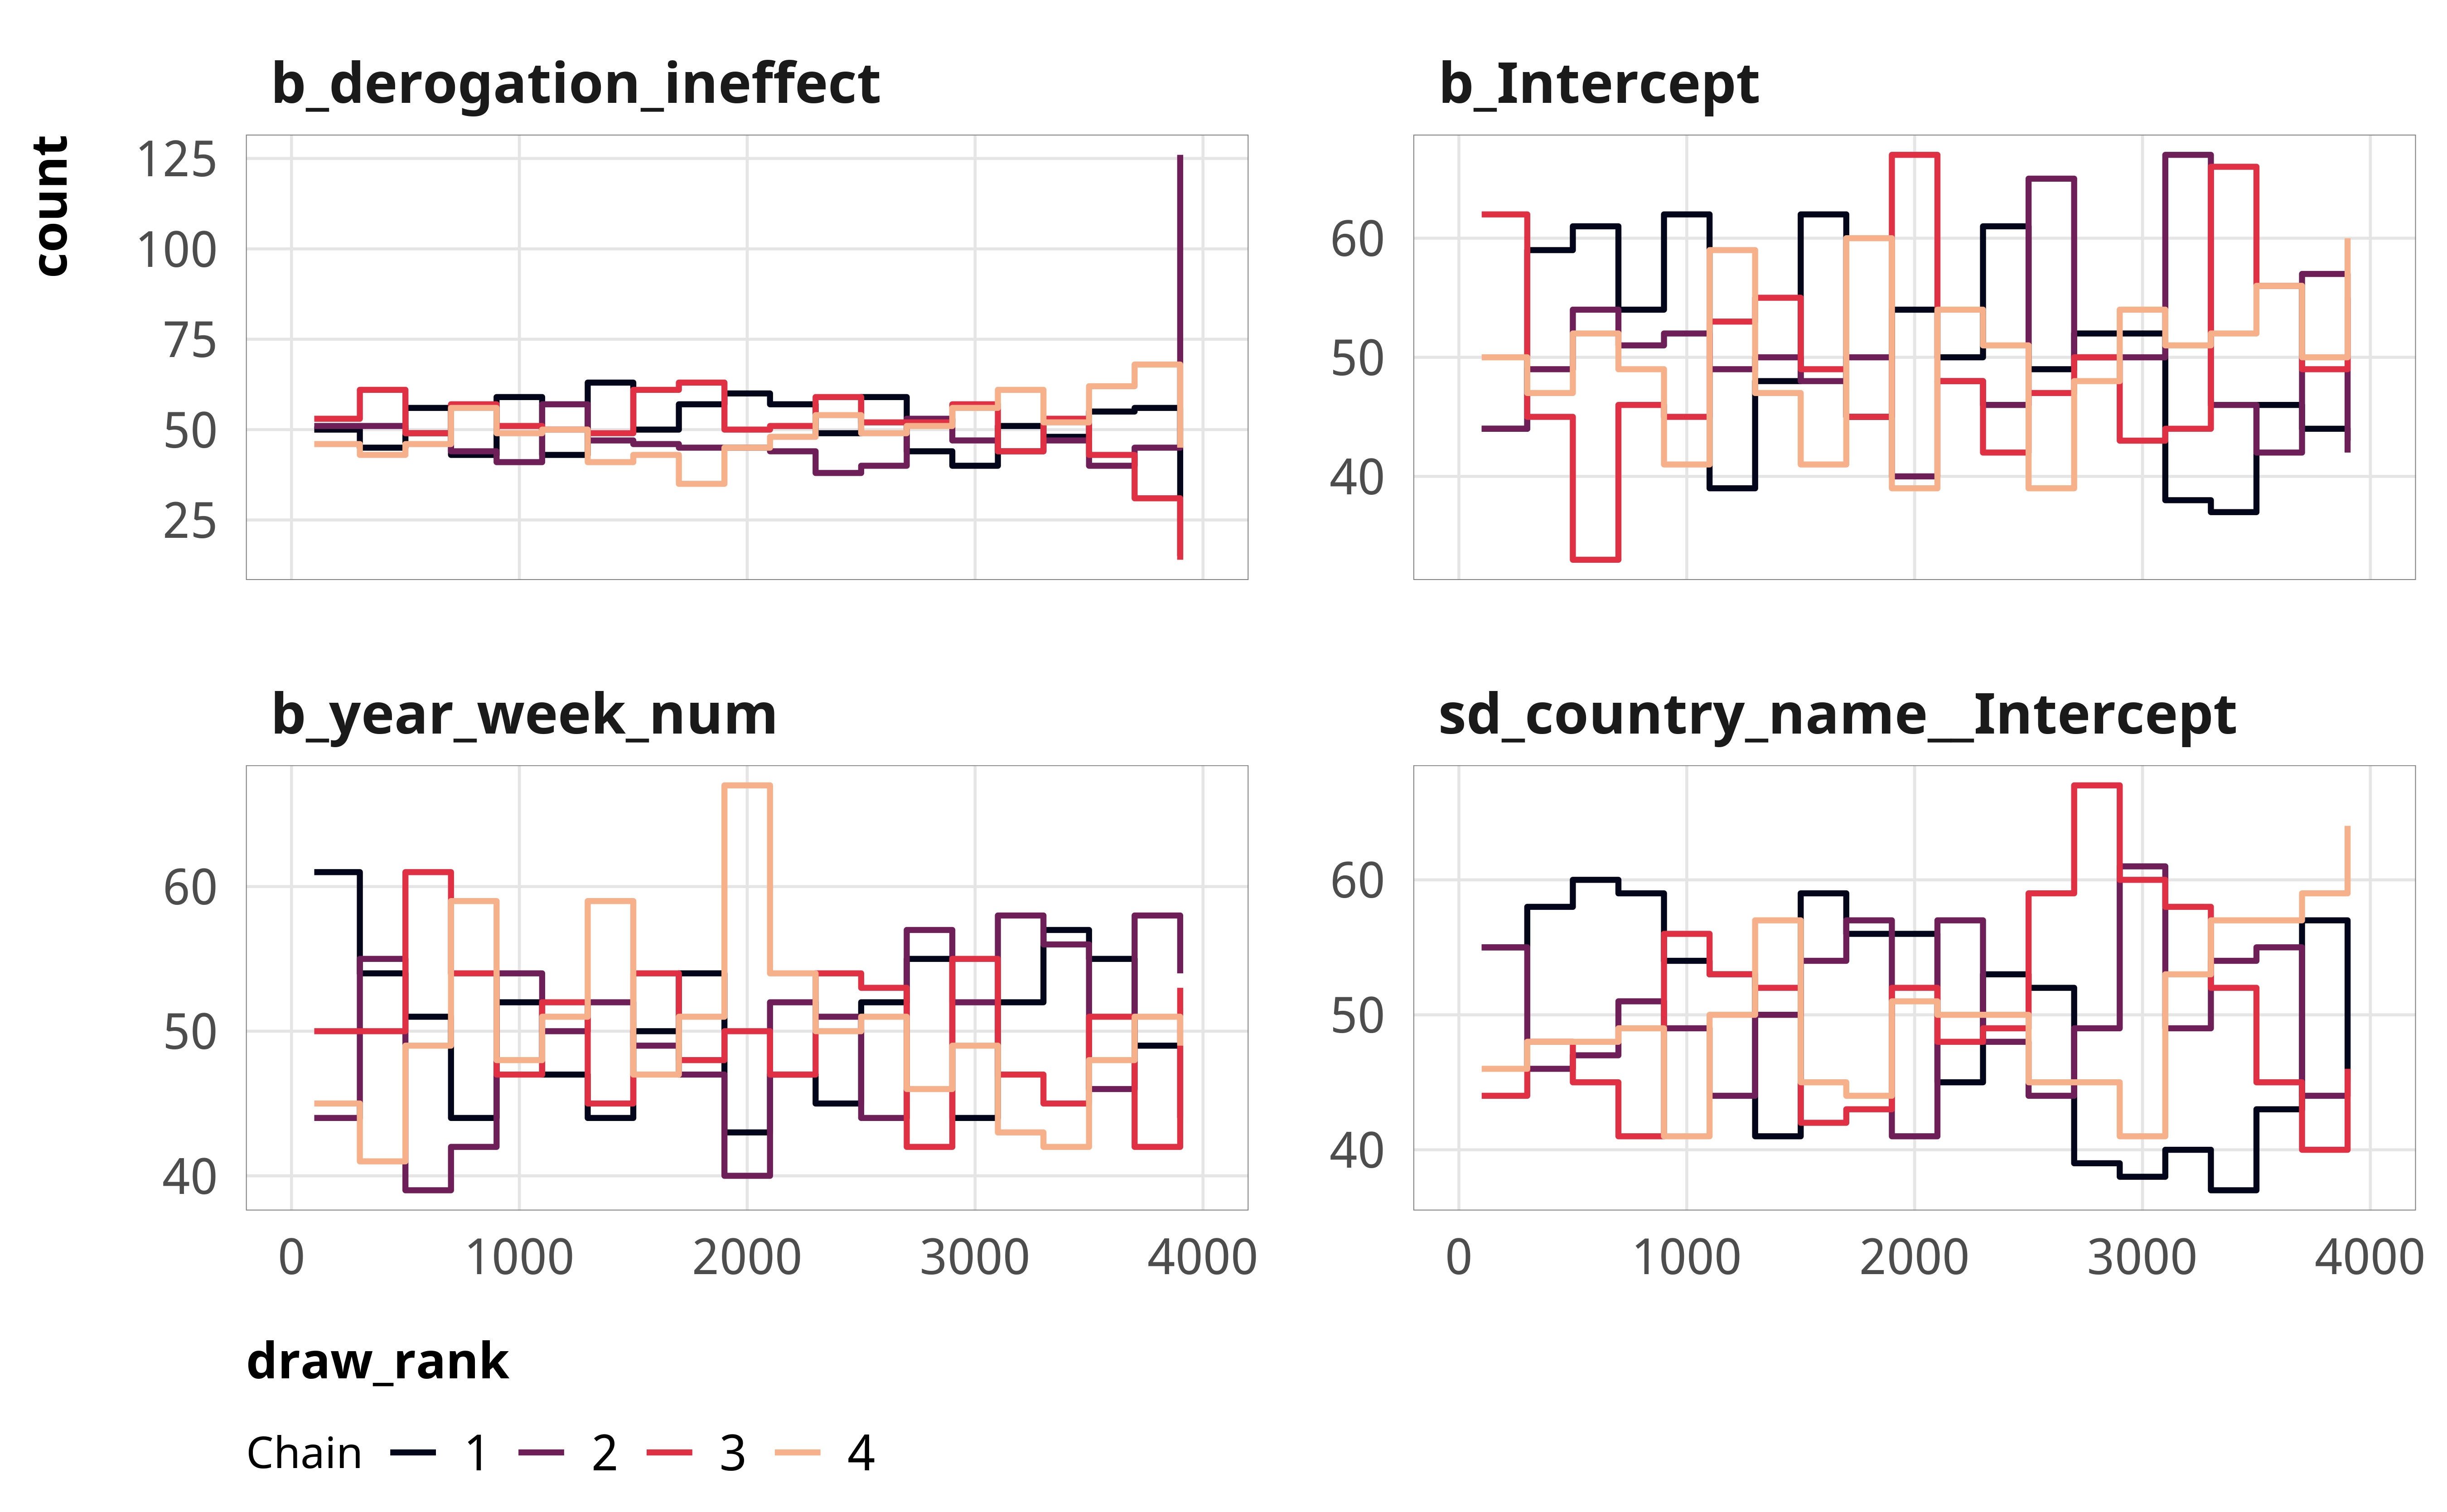 b_derogation_ineffect
b_Intercept
count
125
100
75
50
25
60
50
40
b_year_week_num
sd_country_name__Intercept
60
50
40
60
50
40
0 1000 2000 3000 4000
0 1000 2000 3000 4000
draw_rank
Chain 1 2 3 4